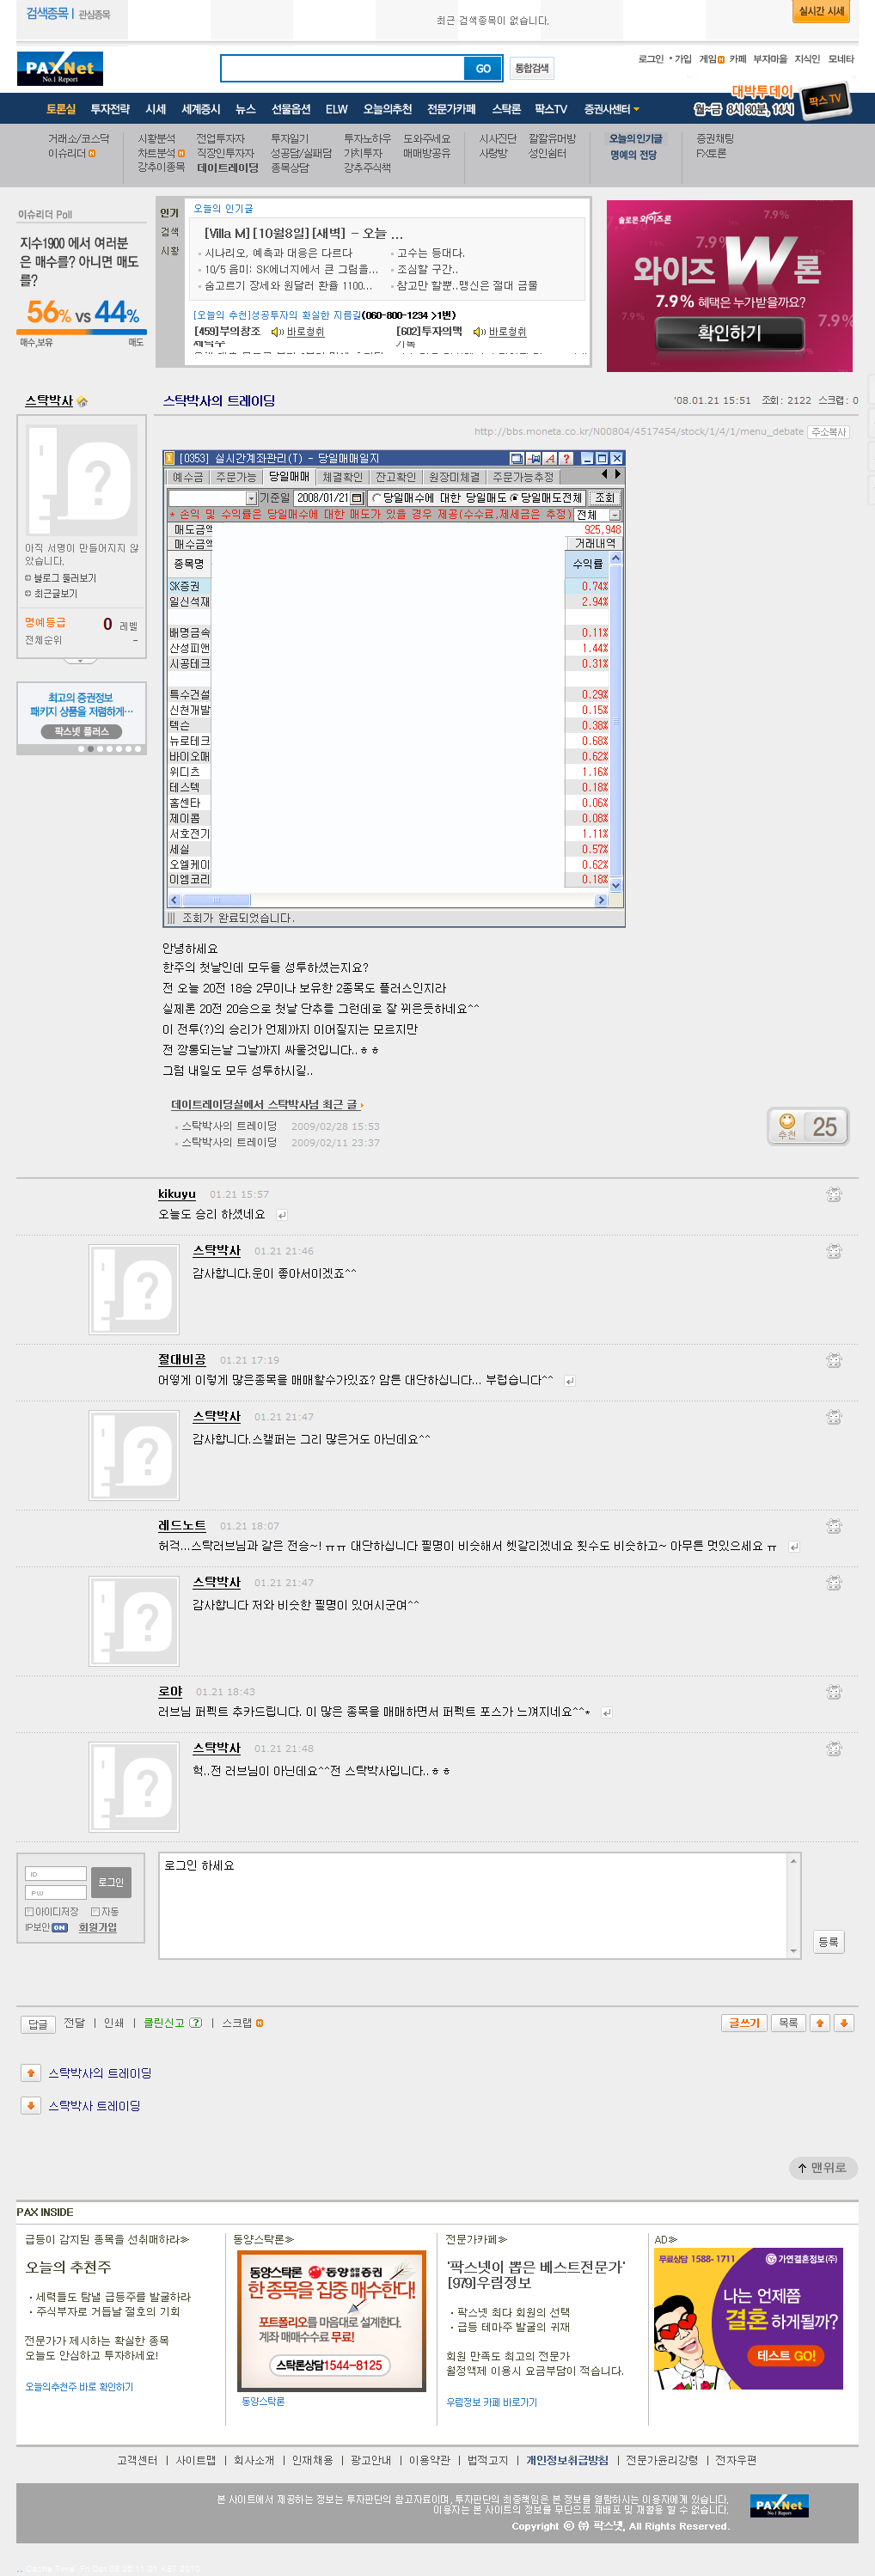 검색종목 | 관심종목
최근 검색종목이 없습니다.
실시간 시세
PAXNet
No.1 Report
GO
통합검색
로그인 · 가입 게임 카페 부자마을 지식인 모네타
대박투데이
월~금 8시 30분, 14시
팍스TV
토론실 투자전략 시세 세계증시 뉴스 선물옵션 ELW 오늘의추천 전문가카페 스탁론 팍스TV 증권사센터
거래소/코스닥 시황분석 전업투자자 투자일기 투자노하우 도와주세요 시사진단 깔깔유머방 오늘의인기글 증권채팅
이슈리더 차트분석 직장인투자자 성공담/실패담 가치투자 매매방공유 사랑방 성인쉼터 명예의 전당 FX토론
강추이종목 데이트레이딩 종목상담 강추주식책
이슈리더 Poll
지수1900 에서 여러분
은 매수를? 아니면 매도
를?
56% vs 44%
매수,보유 매도
인기
검색
시황
오늘의 인기글
[Villa M] [10월8일] [새벽] - 오늘 ...
시나리오, 예측과 대응은 다르다
고수는 등대다.
10/5 음미: SK에너지에서 큰 그림을...
조심할 구간..
숨고르기 장세와 원달러 환율 1100...
참고만 할뿐..맹신은 절대 금물
[오늘의 추천]성공투자의 확실한 지름길(060-800-1234 >1번)
[459]부의창조 바로청취
[602]투자의맥 바로청취
솔로몬 와이즈론
와이즈W론
7.9% 혜택은 누가받을까요?
확인하기
스탁박사
스탁박사의 트레이딩
'08.01.21 15:51 조회: 2122 스크랩: 0
http://bbs.moneta.co.kr/N00804/4517454/stock/1/4/1/menu_debate 주소복사
아직 서명이 만들어지지 않
았습니다.
블로그 둘러보기
최근글보기
명예등급 0 레벨
전체순위 -
최고의 증권정보
패키지 상품을 저렴하게…
팍스넷 플러스
[0353] 실시간계좌관리(T) - 당일매매일지
예수금 주문가능 당일매매 체결확인 잔고확인 원장미체결 주문가능추정
기준일 2008/01/21 당일매수에 대한 당일매도 당일매도전체 조회
* 손익 및 수익률은 당일매수에 대한 매도가 있을 경우 제공(수수료,제세금은 추정) 전체
매도금액 925,948
매수금액 거래내역
종목명 수익률
SK증권 0.74%
일신석재 2.94%
배명금속 0.11%
산성피앤 1.44%
시공테크 0.31%
특수건설 0.29%
신천개발 0.15%
텍슨 0.38%
뉴로테크 0.68%
바이오매 0.62%
위디츠 1.16%
테스텍 0.18%
홈센타 0.06%
제이콤 0.08%
서호전기 1.11%
세실 0.57%
오엘케이 0.62%
이엠코리 0.18%
조회가 완료되었습니다.
안녕하세요
한주의 첫날인데 모두들 성투하셨는지요?
전 오늘 20전 18승 2무이나 보유한 2종목도 플러스인지라
실제론 20전 20승으로 첫날 단추를 그런데로 잘 뀌은듯하네요^^
이 전투(?)의 승리가 언제까지 이어질지는 모르지만
전 깡통되는날 그날까지 싸울것입니다..ㅎㅎ
그럼 내일도 모두 성투하시길..
데이트레이딩실에서 스탁박사님 최근 글
스탁박사의 트레이딩 2009/02/28 15:53
스탁박사의 트레이딩 2009/02/11 23:37
추천 25
kikuyu 01.21 15:57
오늘도 승리 하셨네요
스탁박사 01.21 21:46
감사합니다.운이 좋아서이겠죠^^
절대비공 01.21 17:19
어떻게 이렇게 많은종목을 매매할수가있죠? 암튼 대단하십니다... 부럽습니다^^
스탁박사 01.21 21:47
감사합니다.스캘퍼는 그리 많은거도 아닌데요^^
레드노트 01.21 18:07
허걱...스탁러브님과 같은 전승~! ㅠㅠ 대단하십니다 필명이 비슷해서 헷갈리겠네요 횟수도 비슷하고~ 아무튼 멋있으세요 ㅠ
스탁박사 01.21 21:47
감사합니다 저와 비슷한 필명이 있어시군여^^
로야 01.21 18:43
러브님 퍼펙트 추카드립니다. 이 많은 종목을 매매하면서 퍼펙트 포스가 느껴지네요^^*
스탁박사 01.21 21:48
헉..전 러브님이 아닌데요^^전 스탁박사입니다..ㅎㅎ
ID
PW
로그인
아이디저장 자동
IP보안 ON 회원가입
로그인 하세요
등록
답글 전달 | 인쇄 | 클린신고 | 스크랩
글쓰기 목록
스탁박사의 트레이딩
스탁박사 트레이딩
맨위로
PAX INSIDE
급등이 감지된 종목을 선취매하라≫
오늘의 추천주
· 세력들도 탐낼 급등주를 발굴하라
· 주식부자로 거듭날 절호의 기회
전문가가 제시하는 확실한 종목
오늘도 안심하고 투자하세요!
오늘의추천주 바로 확인하기
동양스탁론≫
동양스탁론 동양종합금융증권
한 종목을 집중 매수한다!
포트폴리오를 마음대로 설계한다.
계좌 매매수수료 무료!
스탁론상담1544-8125
동양스탁론
전문가카페≫
'팍스넷이 뽑은 베스트전문가'
[979]우림정보
· 팍스넷 최다 회원의 선택
· 급등 테마주 발굴의 귀재
회원 만족도 최고의 전문가
월정액제 이용시 요금부담이 적습니다.
우림정보 카페 바로가기
AD≫
무료상담 1588-1711 가연결혼정보(주)
나는 언제쯤
결혼하게될까?
테스트 GO!
고객센터 | 사이트맵 | 회사소개 | 인재채용 | 광고안내 | 이용약관 | 법적고지 | 개인정보취급방침 | 전문가윤리강령 | 전자우편
본 사이트에서 제공하는 정보는 투자판단의 참고자료이며, 투자판단의 최종책임은 본 정보를 열람하시는 이용자에게 있습니다.
이용자는 본 사이트의 정보를 무단으로 재배포 및 재활용 할 수 없습니다.
Copyright ⓒ ㈜ 팍스넷, All Rights Reserved.
PAXNet
No.1 Report